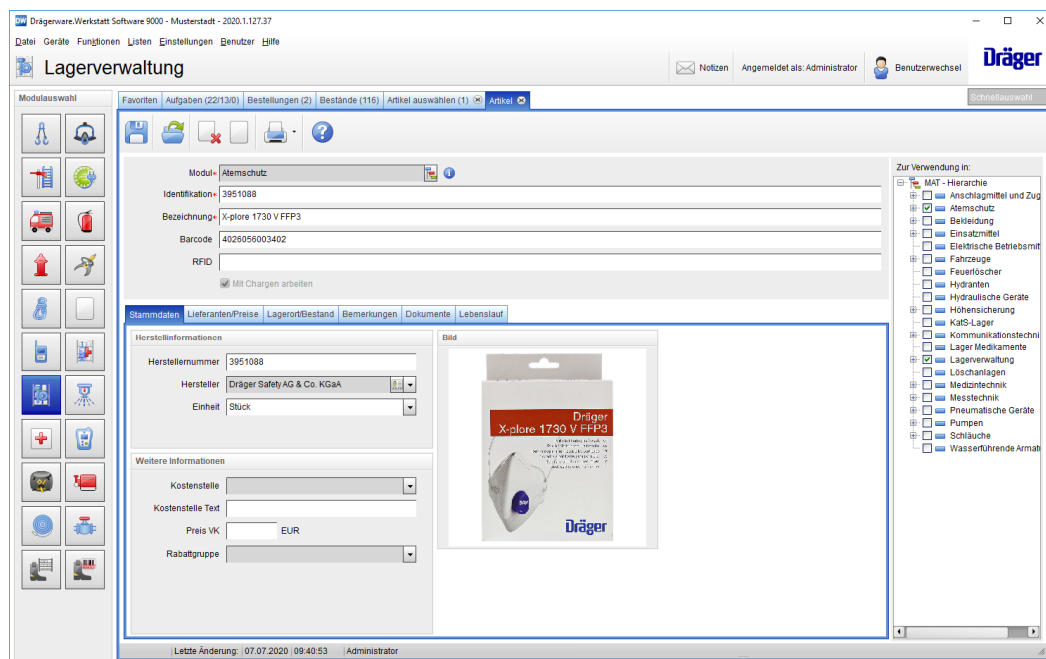 DW Drägerware.Werkstatt Software 9000 - Musterstadt - 2020.1.127.37
Datei Geräte Funktionen Listen Einstellungen Benutzer Hilfe
Lagerverwaltung
Notizen
Angemeldet als: Administrator
Benutzerwechsel
Dräger
Modulauswahl
Favoriten
Aufgaben (22/13/0)
Bestellungen (2)
Bestände (116)
Artikel auswählen (1)
Artikel
Schnellauswahl
Modul* Atemschutz
Identifikation* 3951088
Bezeichnung* X-plore 1730 V FFP3
Barcode 4026056003402
RFID
Mit Chargen arbeiten
Stammdaten
Lieferanten/Preise
Lagerort/Bestand
Bemerkungen
Dokumente
Lebenslauf
Herstellinformationen
Herstellernummer 3951088
Hersteller Dräger Safety AG & Co. KGaA
Einheit Stück
Weitere Informationen
Kostenstelle
Kostenstelle Text
Preis VK EUR
Rabattgruppe
Bild
Dräger
X-plore 1730 V FFP3
Dräger
Zur Verwendung in:
MAT - Hierarchie
Anschlagmittel und Zug
Atemschutz
Bekleidung
Einsatzmittel
Elektrische Betriebsmit
Fahrzeuge
Feuerlöscher
Hydranten
Hydraulische Geräte
Höhensicherung
KatS-Lager
Kommunikationstechni
Lager Medikamente
Lagerverwaltung
Löschanlagen
Medizintechnik
Messtechnik
Pneumatische Geräte
Pumpen
Schläuche
Wasserführende Armat
Letzte Änderung: 07.07.2020 09:40:53 Administrator